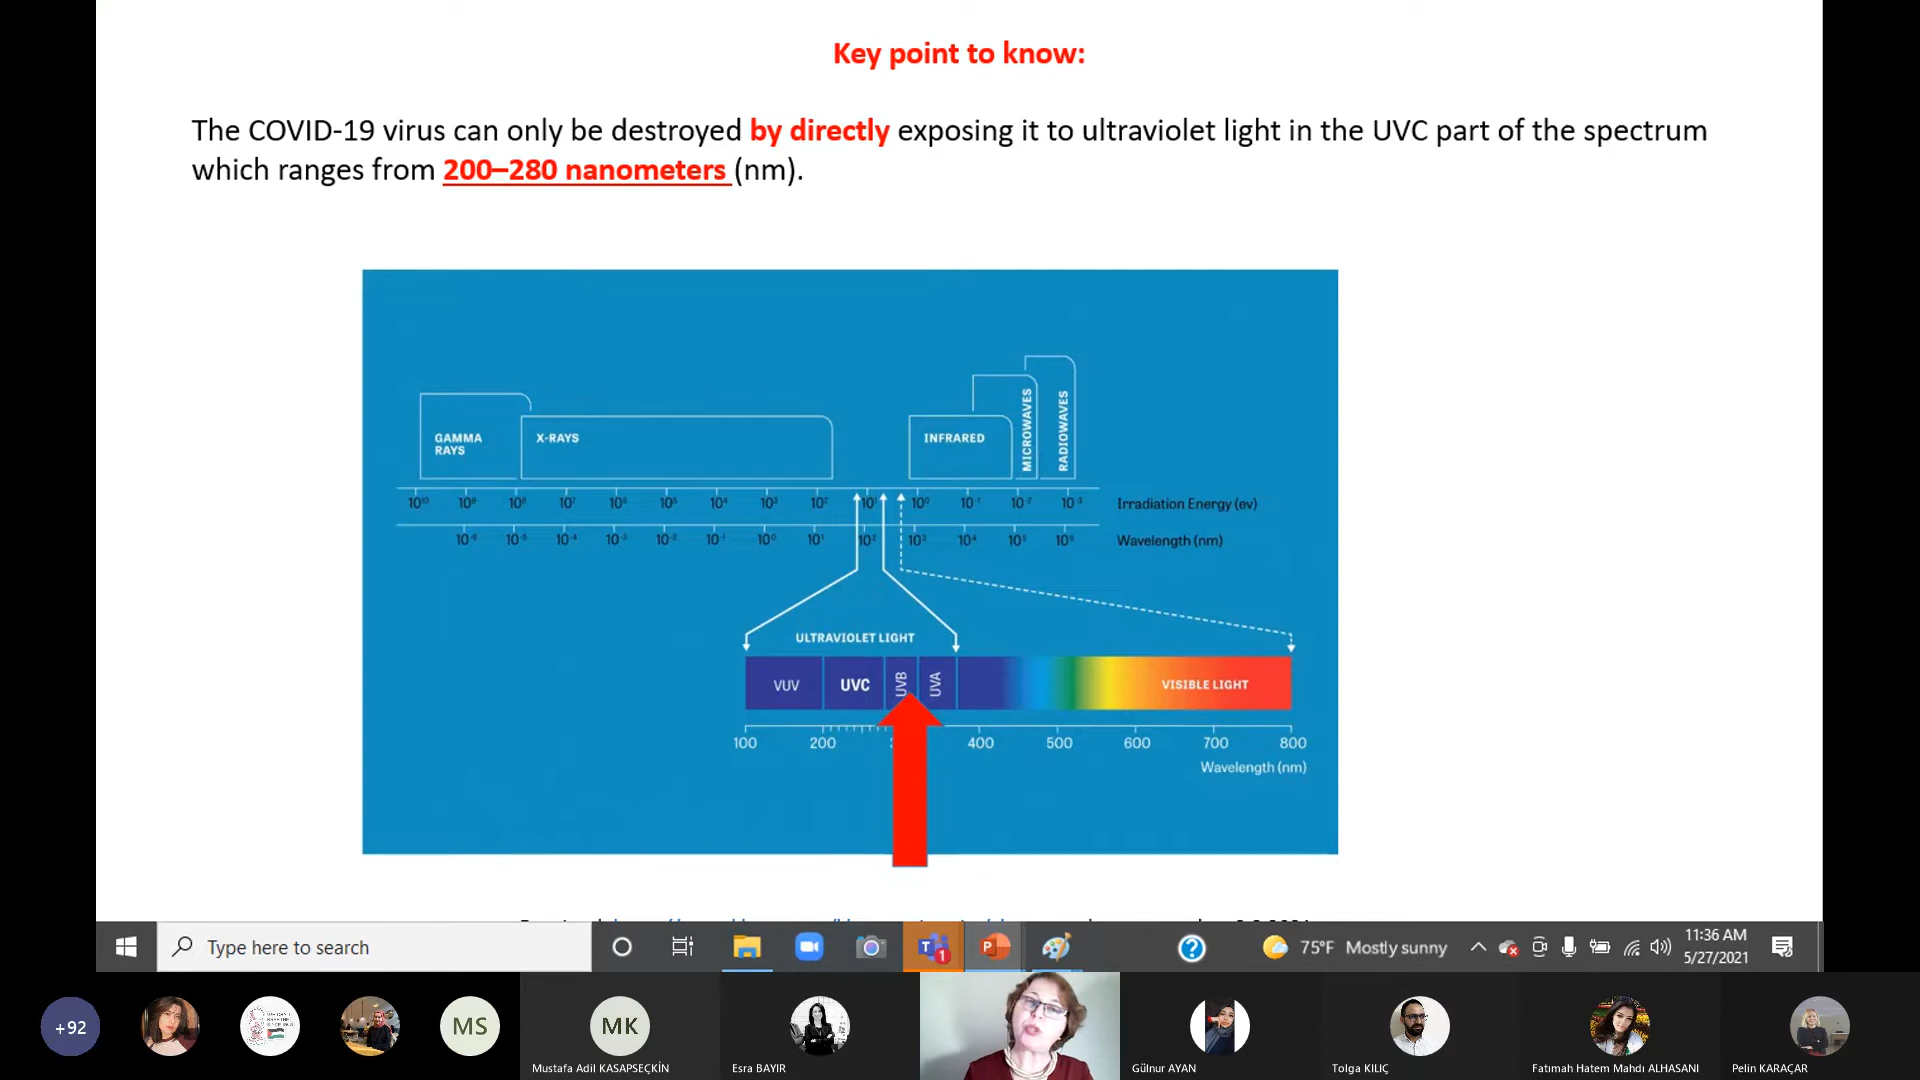 Key point to know:
The COVID-19 virus can only be destroyed by directly exposing it to ultraviolet light in the UVC part of the spectrum
which ranges from 200–280 nanometers (nm).
GAMMA
RAYS
X-RAYS
INFRARED
MICROWAVES
RADIOWAVES
10¹⁰ 10⁹ 10⁸ 10⁷ 10⁶ 10⁵ 10⁴ 10³ 10² 10¹ 10⁰ 10⁻¹ 10⁻² 10⁻³ Irradiation Energy (ev)
10⁻⁶ 10⁻⁵ 10⁻⁴ 10⁻³ 10⁻² 10⁻¹ 10⁰ 10¹ 10² 10³ 10⁴ 10⁵ 10⁶ Wavelength (nm)
ULTRAVIOLET LIGHT
VUV UVC UVB UVA VISIBLE LIGHT
100 200 400 500 600 700 800
Wavelength (nm)
Type here to search
1
75°F Mostly sunny
11:36 AM
5/27/2021
+92
MS
MK
Mustafa Adil KASAPSEÇKİN
Esra BAYIR
Gülnur AYAN
Tolga KILIÇ
Fatımah Hatem Mahdı ALHASANI
Pelin KARAÇAR